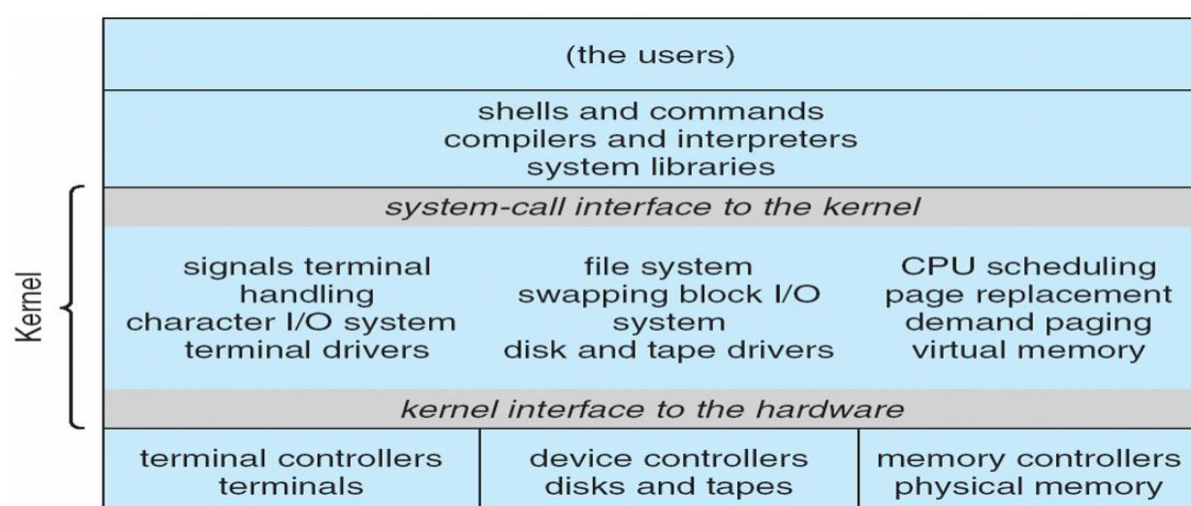 (the users)
shells and commands
compilers and interpreters
system libraries
system-call interface to the kernel
Kernel
signals terminal
handling
character I/O system
terminal drivers
file system
swapping block I/O
system
disk and tape drivers
CPU scheduling
page replacement
demand paging
virtual memory
kernel interface to the hardware
terminal controllers
terminals
device controllers
disks and tapes
memory controllers
physical memory